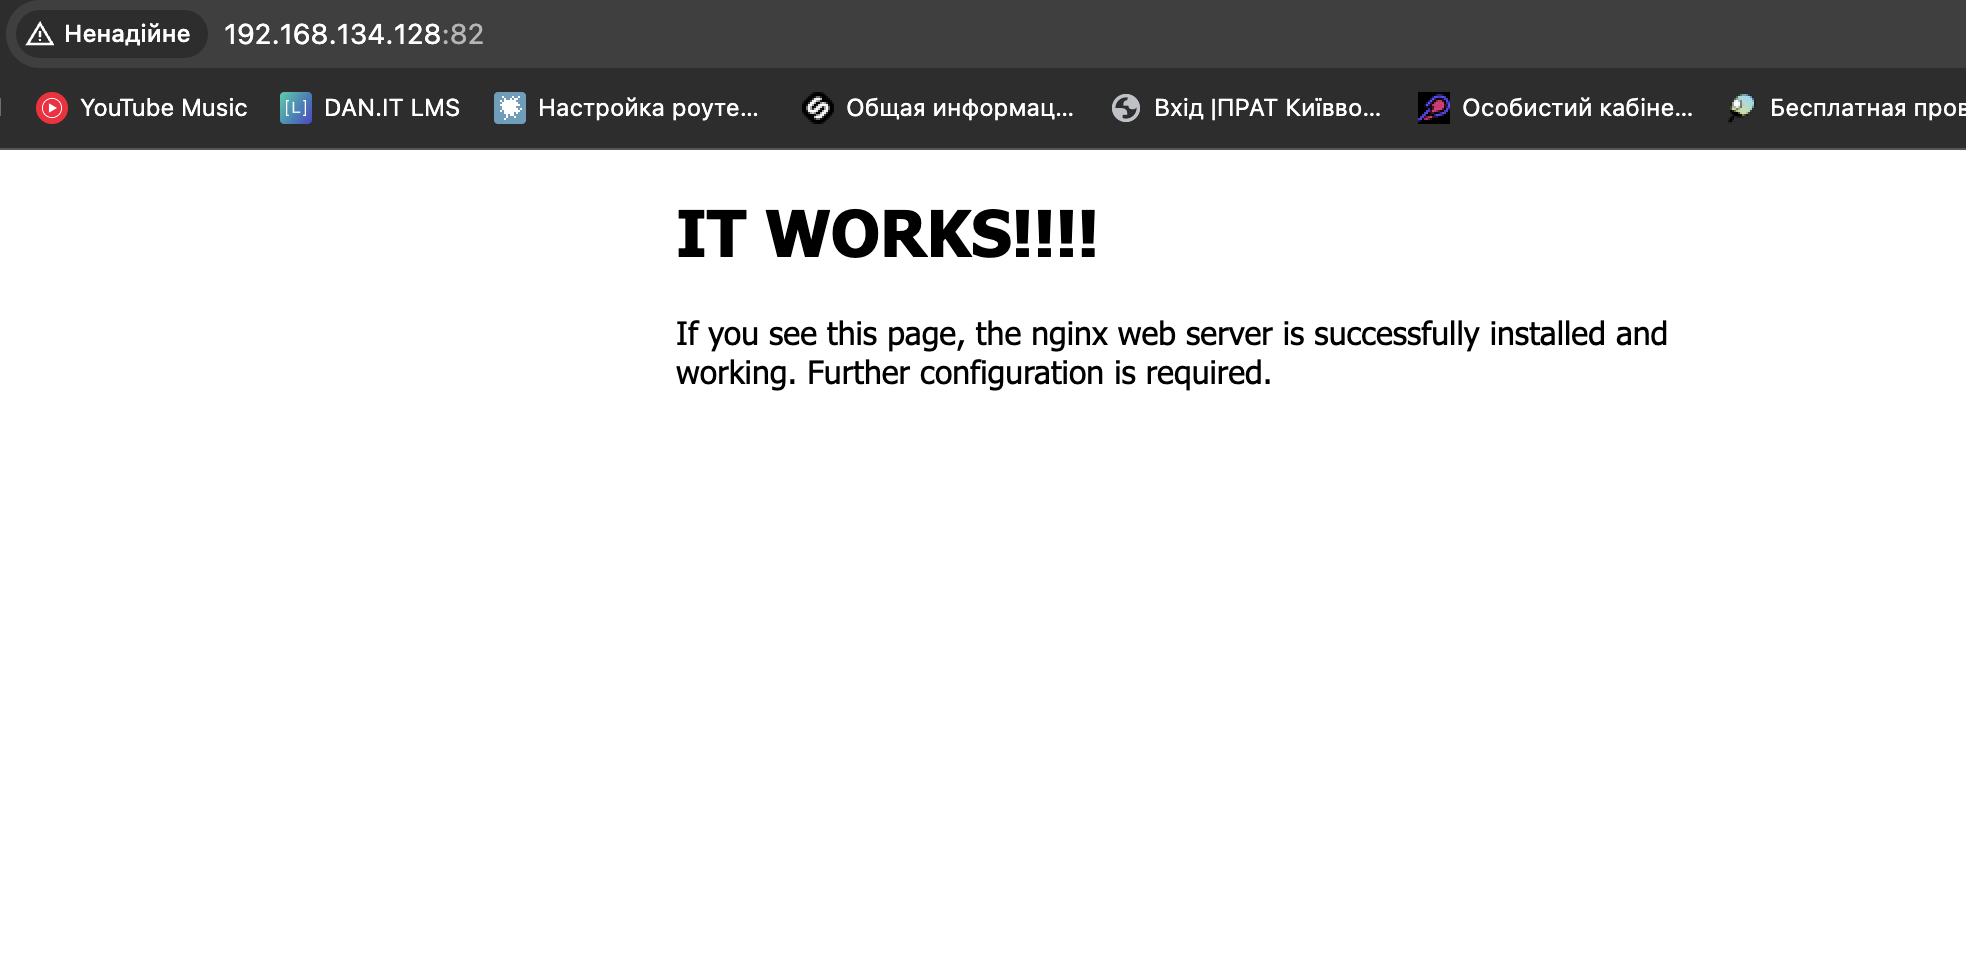 Ненадійне 192.168.134.128:82
YouTube Music [L] DAN.IT LMS Настройка роуте... Общая информац... Вхід |ПРАТ Київво... Особистий кабіне... Бесплатная пров
IT WORKS!!!!
If you see this page, the nginx web server is successfully installed and
working. Further configuration is required.